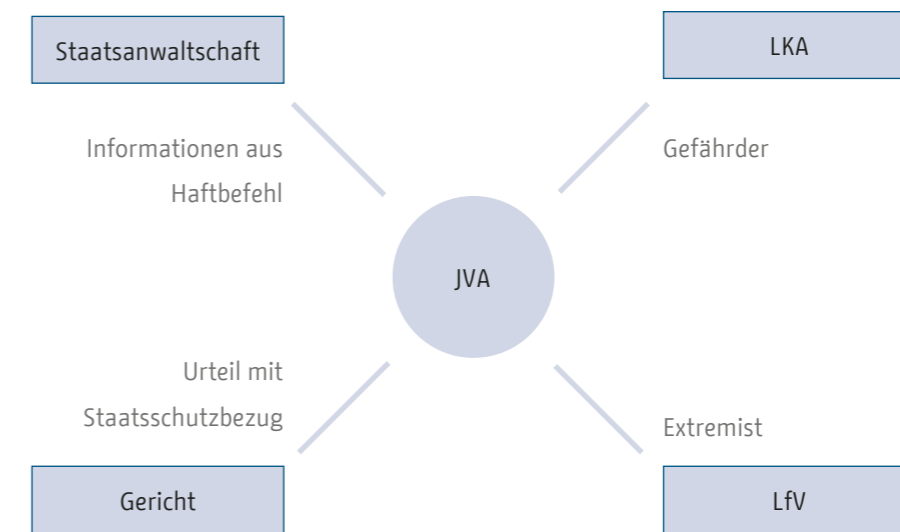 Staatsanwaltschaft
LKA
Informationen aus
Haftbefehl
Gefährder
JVA
Urteil mit
Staatsschutzbezug
Extremist
Gericht
LfV